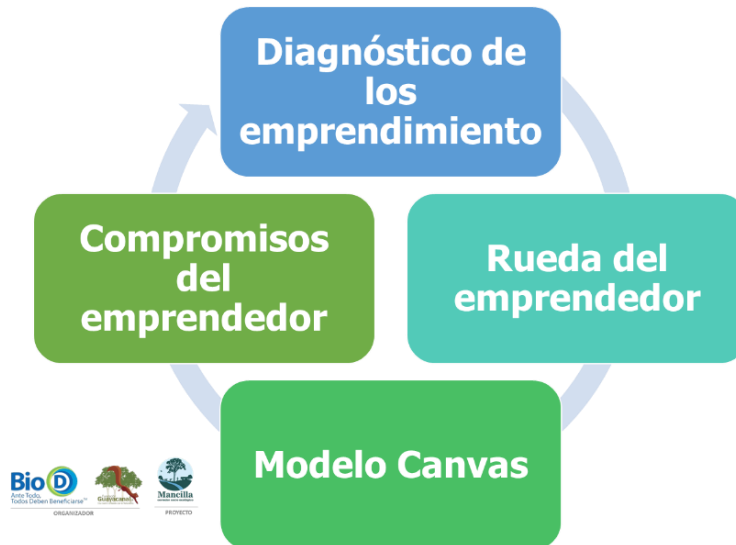 Diagnóstico de
los
emprendimiento
Compromisos
del
emprendedor
Rueda del
emprendedor
Modelo Canvas
Bio D
Ante Todo,
Todos Deben Beneficiarse
Guayacanal
Mancilla
ORGANIZADOR
PROYECTO